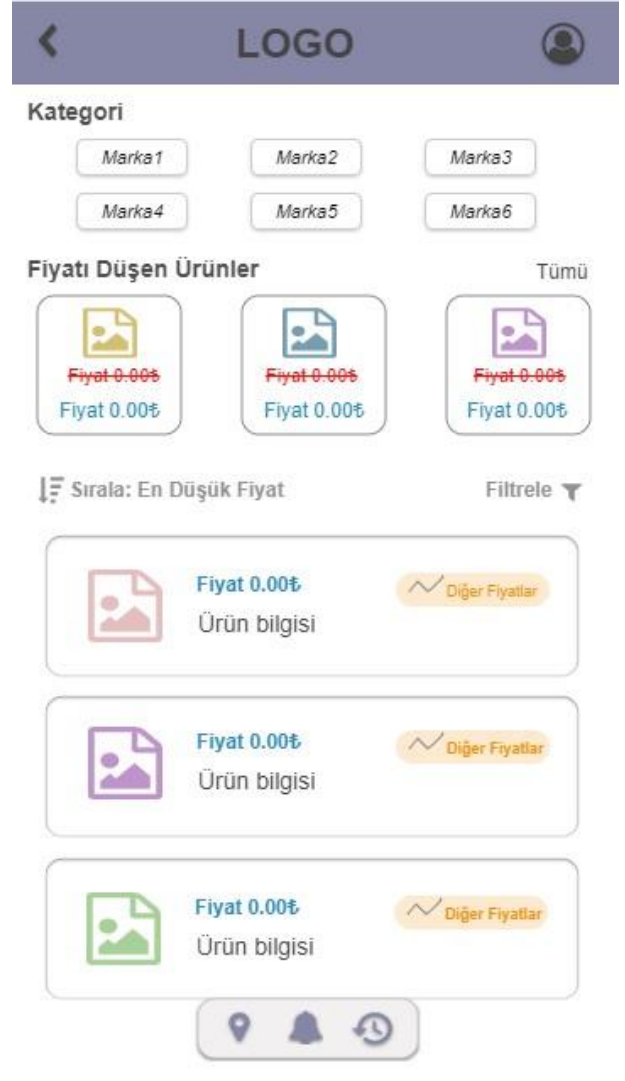 LOGO
Kategori
Marka1 Marka2 Marka3
Marka4 Marka5 Marka6
Fiyatı Düşen Ürünler Tümü
Fiyat 0.00₺ Fiyat 0.00₺ Fiyat 0.00₺
Fiyat 0.00₺ Fiyat 0.00₺ Fiyat 0.00₺
Sırala: En Düşük Fiyat Filtrele
Fiyat 0.00₺ Diğer Fiyatlar
Ürün bilgisi
Fiyat 0.00₺ Diğer Fiyatlar
Ürün bilgisi
Fiyat 0.00₺ Diğer Fiyatlar
Ürün bilgisi